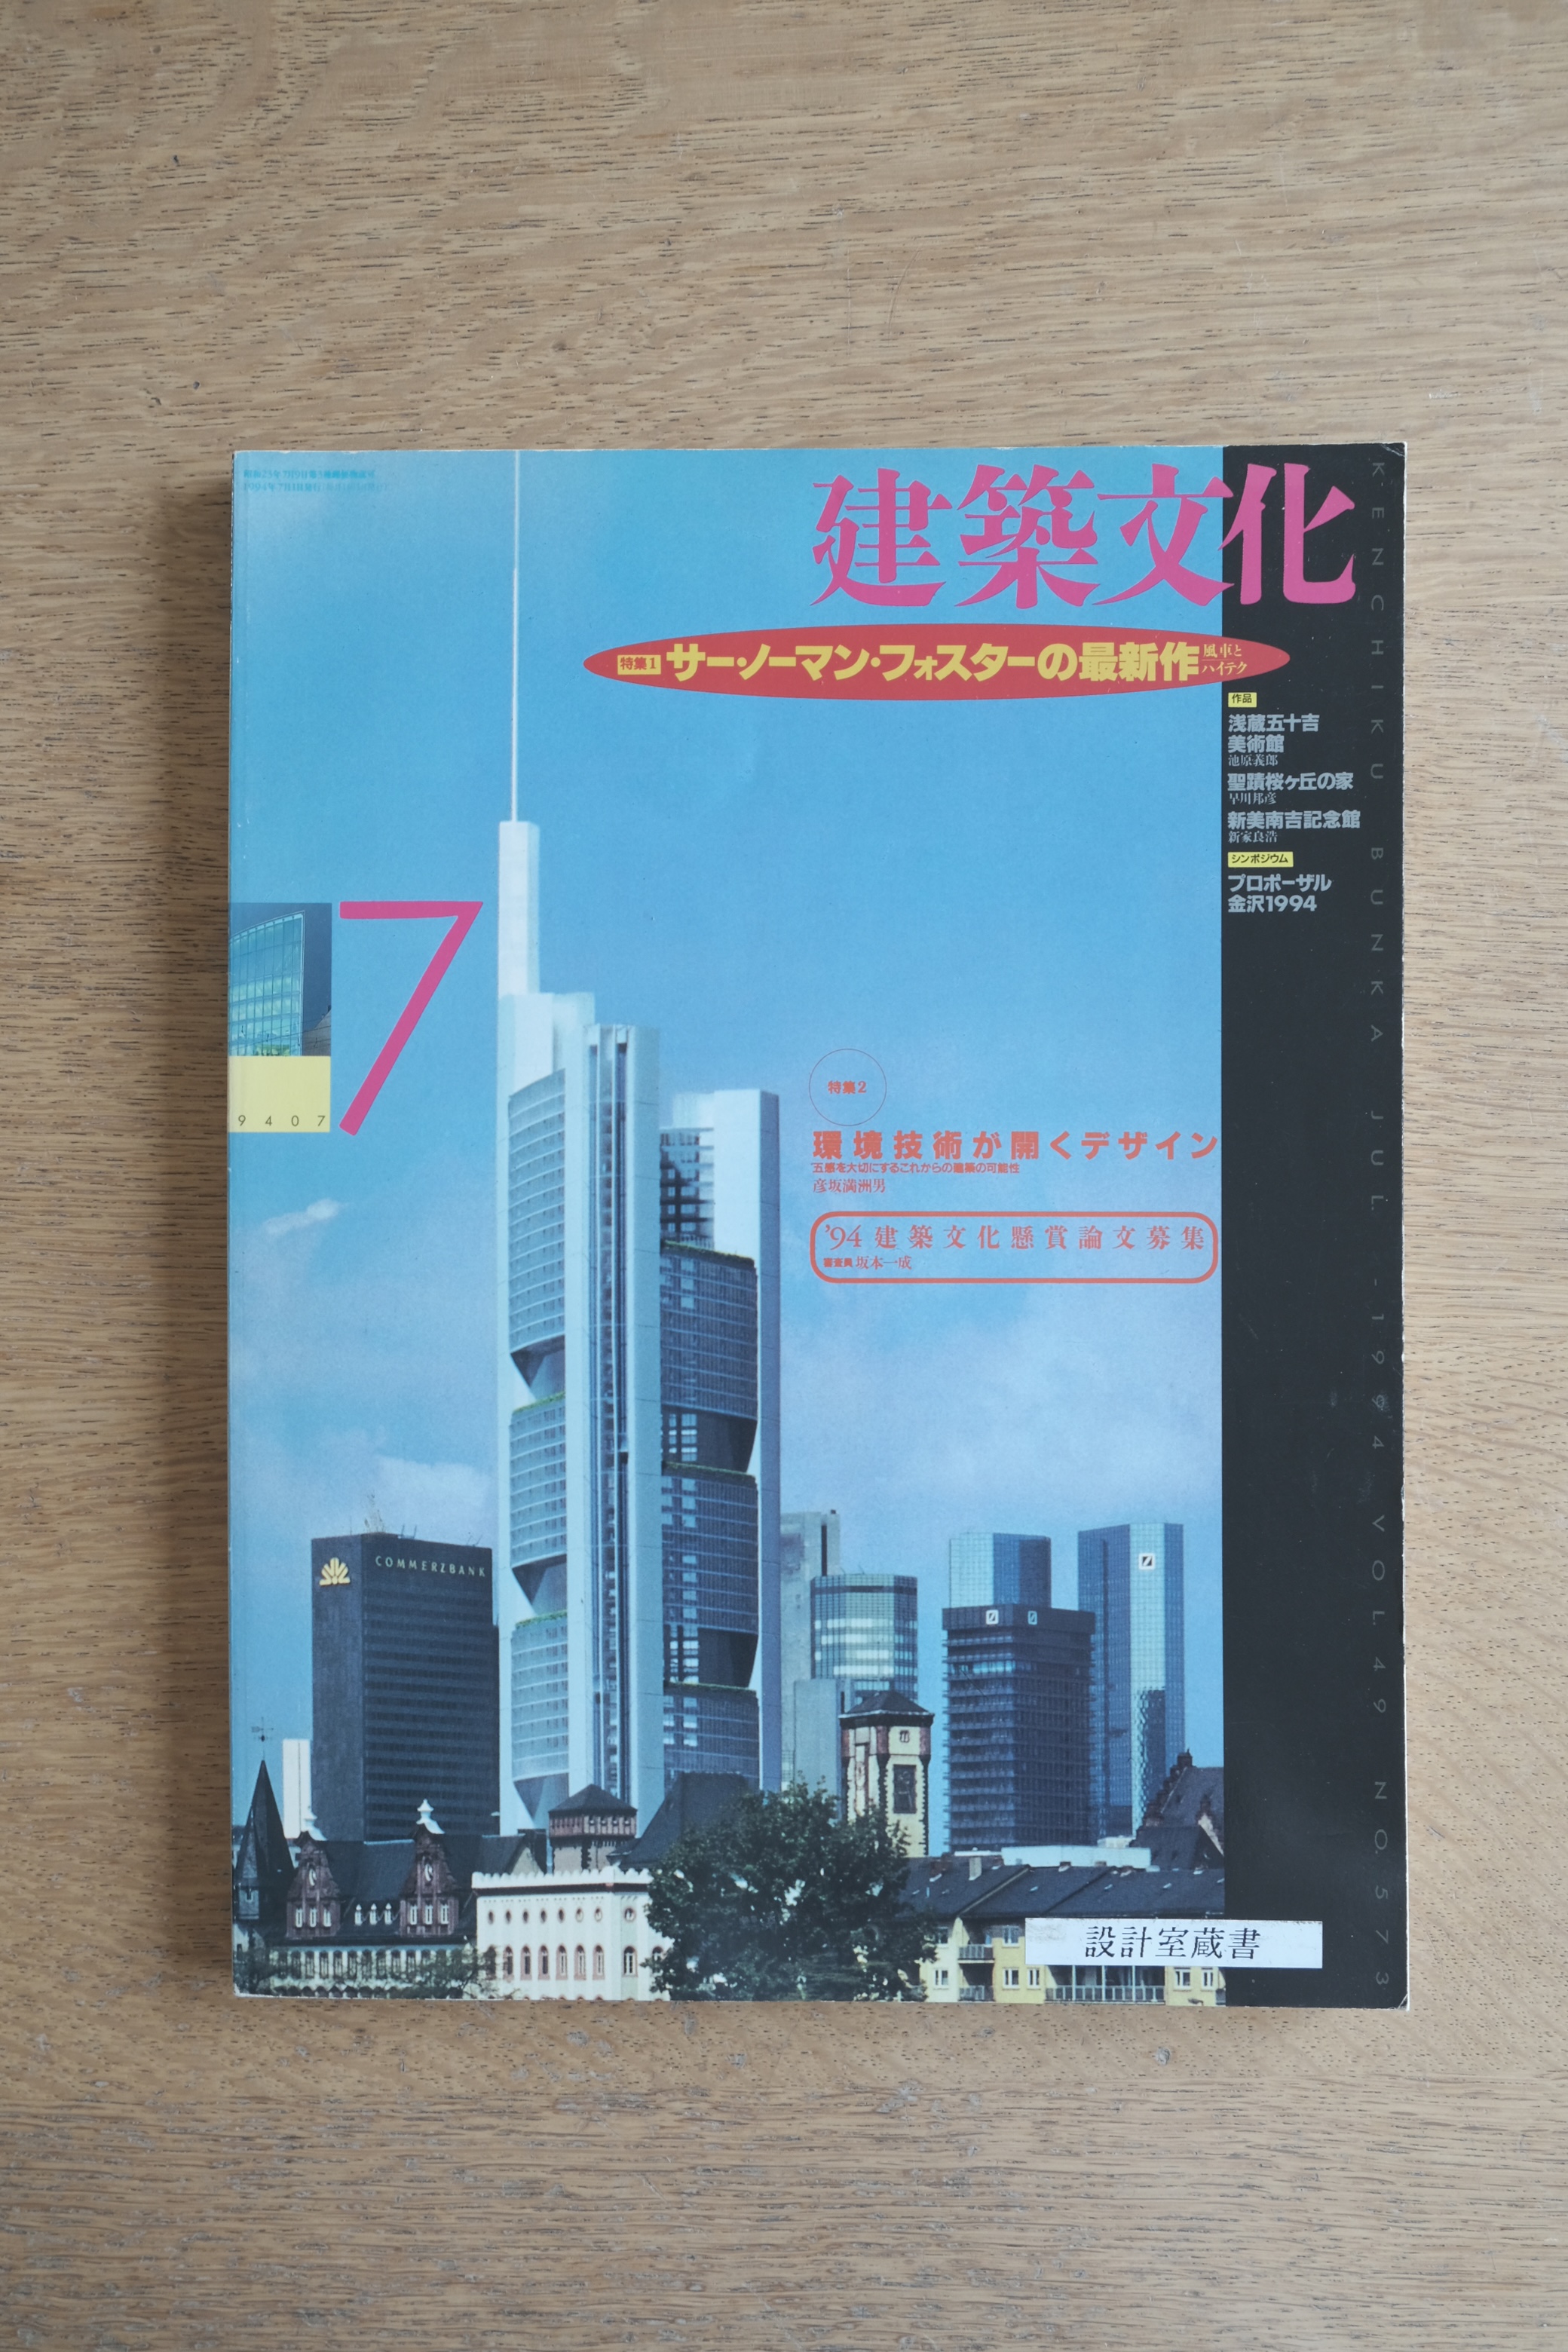 建築文化
特集1 サー・ノーマン・フォスターの最新作 風車と
ハイテク
作品
浅蔵五十吉
美術館
池原義郎
聖蹟桜ヶ丘の家
早川邦彦
新美南吉記念館
新家良浩
シンポジウム
プロポーザル
金沢1994
KENCHIKU BUNKA JUL.-1994 VOL.49 NO.573
7
9407
特集2
環境技術が開くデザイン
五感を大切にするこれからの建築の可能性
彦坂満洲男
'94建築文化懸賞論文募集
審査員 坂本一成
COMMERZBANK
設計室蔵書